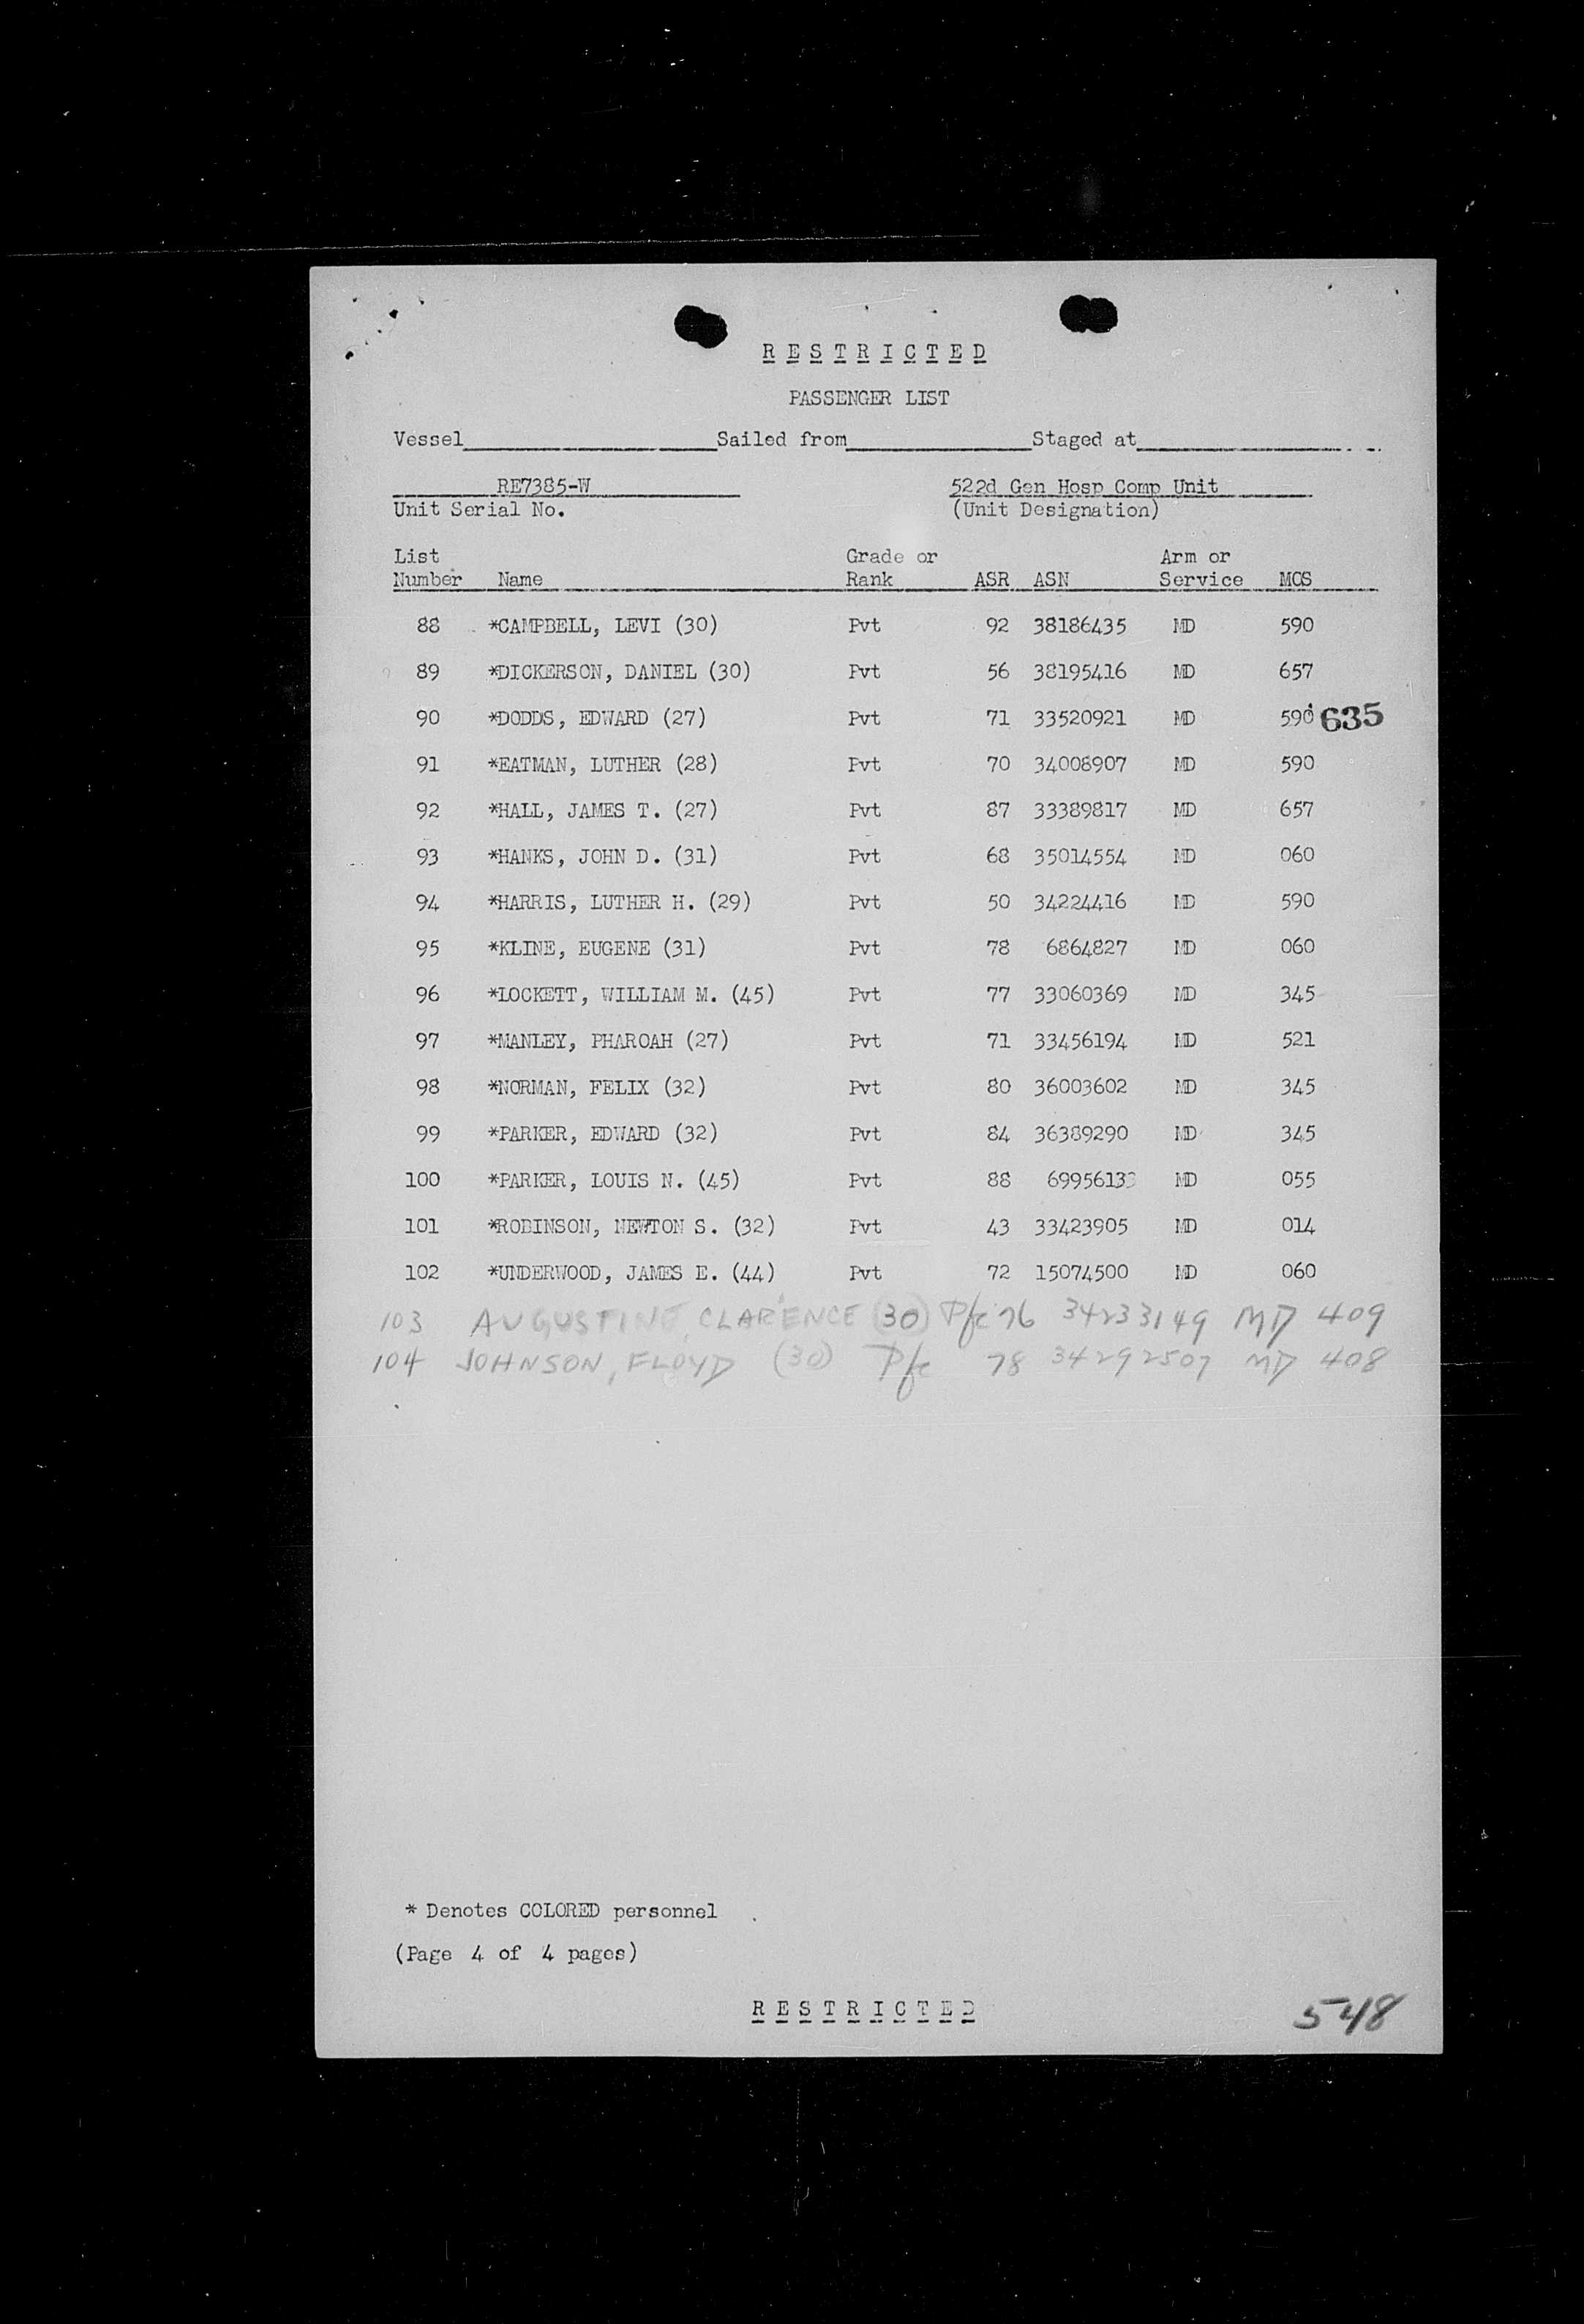 RESTRICTED
PASSENGER LIST
Vessel Sailed from Staged at
RE7385-W 522d Gen Hosp Comp Unit
Unit Serial No. (Unit Designation)
List Grade or Arm or
Number Name Rank ASR ASN Service MOS
88 *CAMPBELL, LEVI (30) Pvt 92 38186435 MD 590
89 *DICKERSON, DANIEL (30) Pvt 56 38195416 MD 657
90 *DODDS, EDWARD (27) Pvt 71 33520921 MD 590 635
91 *EATMAN, LUTHER (28) Pvt 70 34008907 MD 590
92 *HALL, JAMES T. (27) Pvt 87 33389817 MD 657
93 *HANKS, JOHN D. (31) Pvt 68 35014554 MD 060
94 *HARRIS, LUTHER H. (29) Pvt 50 34224416 MD 590
95 *KLINE, EUGENE (31) Pvt 78 6864827 MD 060
96 *LOCKETT, WILLIAM M. (45) Pvt 77 33060369 MD 345
97 *MANLEY, PHAROAH (27) Pvt 71 33456194 MD 521
98 *NORMAN, FELIX (32) Pvt 80 36003602 MD 345
99 *PARKER, EDWARD (32) Pvt 84 36389290 MD 345
100 *PARKER, LOUIS N. (45) Pvt 88 MD 055
101 *ROBINSON, NEWTON S. (32) Pvt 43 33423905 MD 014
102 *UNDERWOOD, JAMES E. (44) Pvt 72 15074500 MD 060
103 AUGUSTINE, CLARENCE (30) Pfc 76 34233149 MD 409
104 JOHNSON, FLOYD (30) Pfc 78 34292507 MD 408
* Denotes COLORED personnel
(Page 4 of 4 pages)
RESTRICTED
548